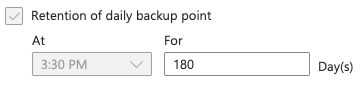 Retention of daily backup point
At For
3:30 PM 180 Day(s)